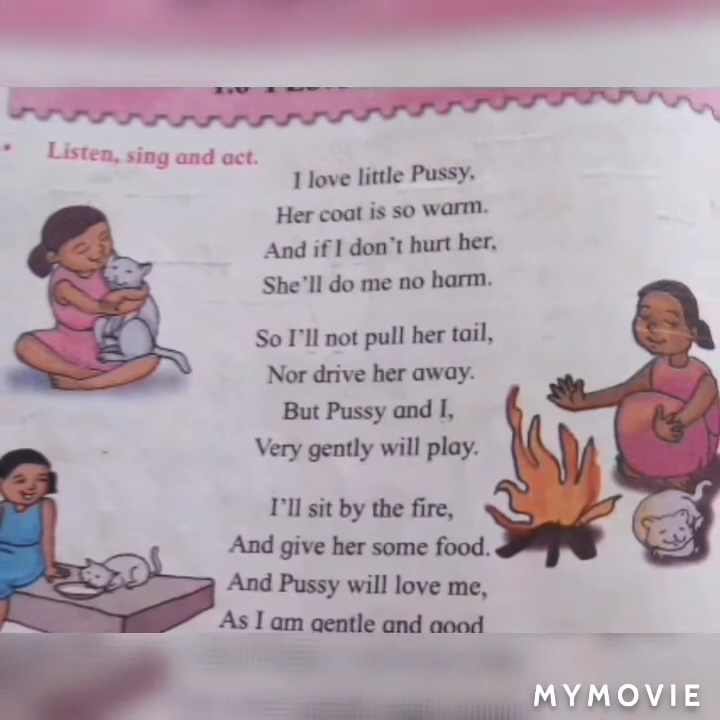 Listen, sing and act.
I love little Pussy,
Her coat is so warm.
And if I don't hurt her,
She'll do me no harm.
So I'll not pull her tail,
Nor drive her away.
But Pussy and I,
Very gently will play.
I'll sit by the fire,
And give her some food.
And Pussy will love me,
As I am gentle and good
MYMOVIE